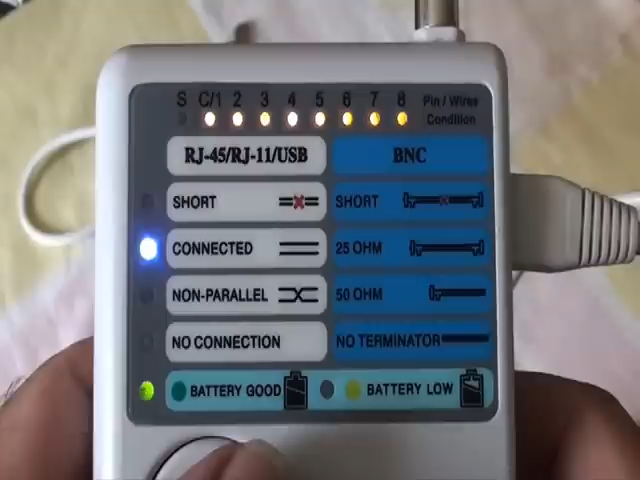 S C/1 2 3 4 5 6 7 8 Pin / Wires
Condition
RJ-45/RJ-11/USB BNC
SHORT SHORT
CONNECTED 25 OHM
NON-PARALLEL 50 OHM
NO CONNECTION NO TERMINATOR
BATTERY GOOD BATTERY LOW